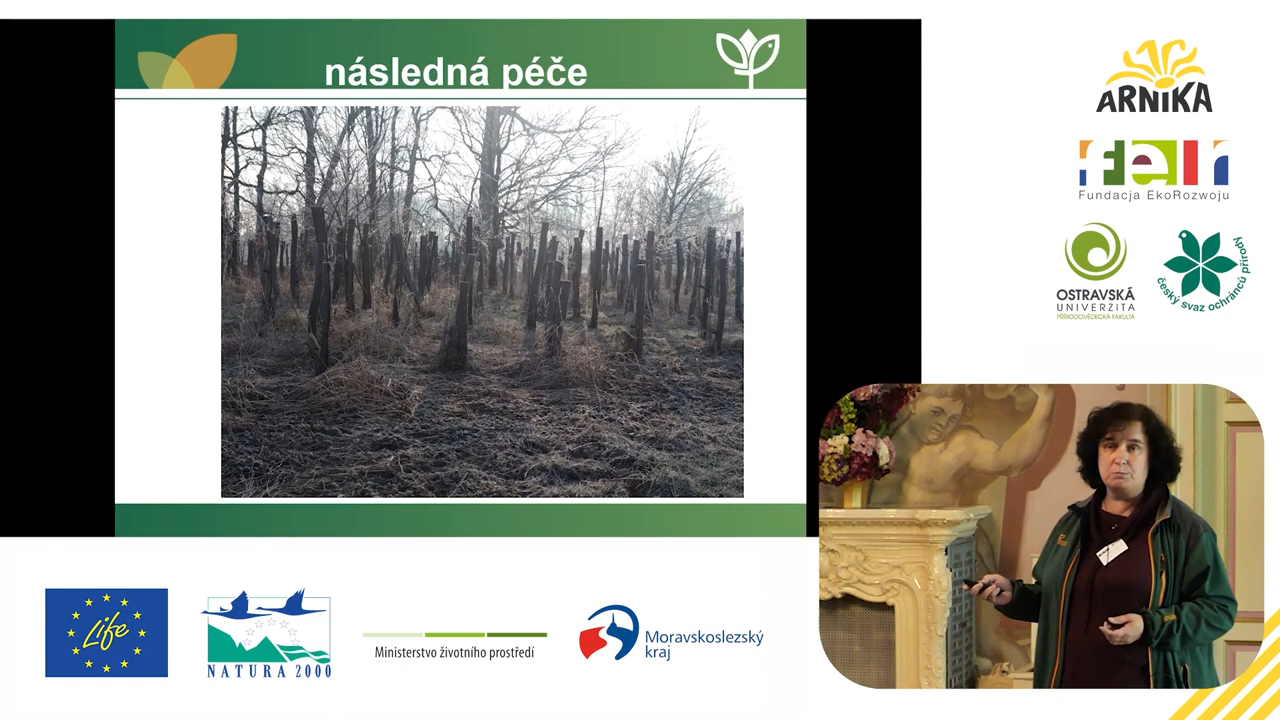 následná péče
ARNIKA
feri
Fundacja EkoRozwoju
OSTRAVSKÁ
UNIVERZITA
PŘÍRODOVĚDECKÁ FAKULTA
český svaz ochránců přírody
Life
NATURA 2000
Ministerstvo životního prostředí
Moravskoslezský
kraj